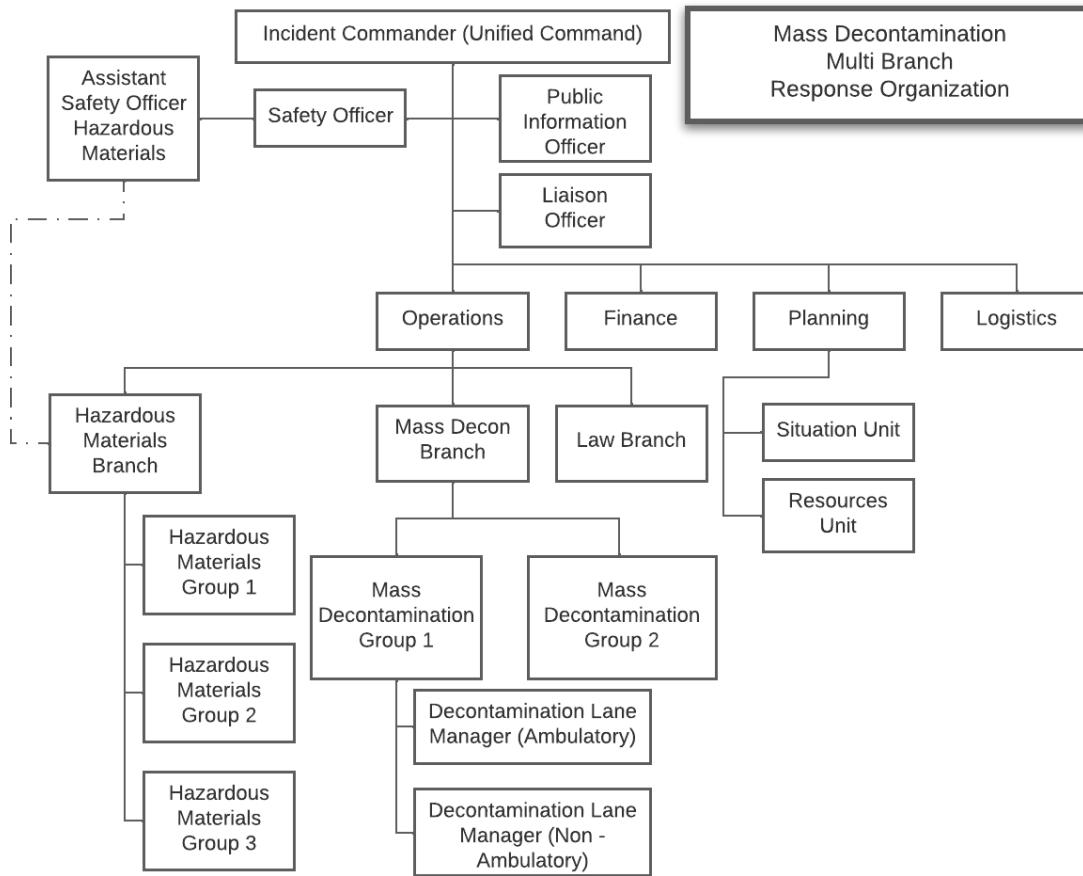 Incident Commander (Unified Command)
Mass Decontamination
Multi Branch
Response Organization
Assistant
Safety Officer
Hazardous
Materials
Safety Officer
Public
Information
Officer
Liaison
Officer
Operations
Finance
Planning
Logistics
Hazardous
Materials
Branch
Mass Decon
Branch
Law Branch
Situation Unit
Resources
Unit
Hazardous
Materials
Group 1
Hazardous
Materials
Group 2
Hazardous
Materials
Group 3
Mass
Decontamination
Group 1
Mass
Decontamination
Group 2
Decontamination Lane
Manager (Ambulatory)
Decontamination Lane
Manager (Non -
Ambulatory)